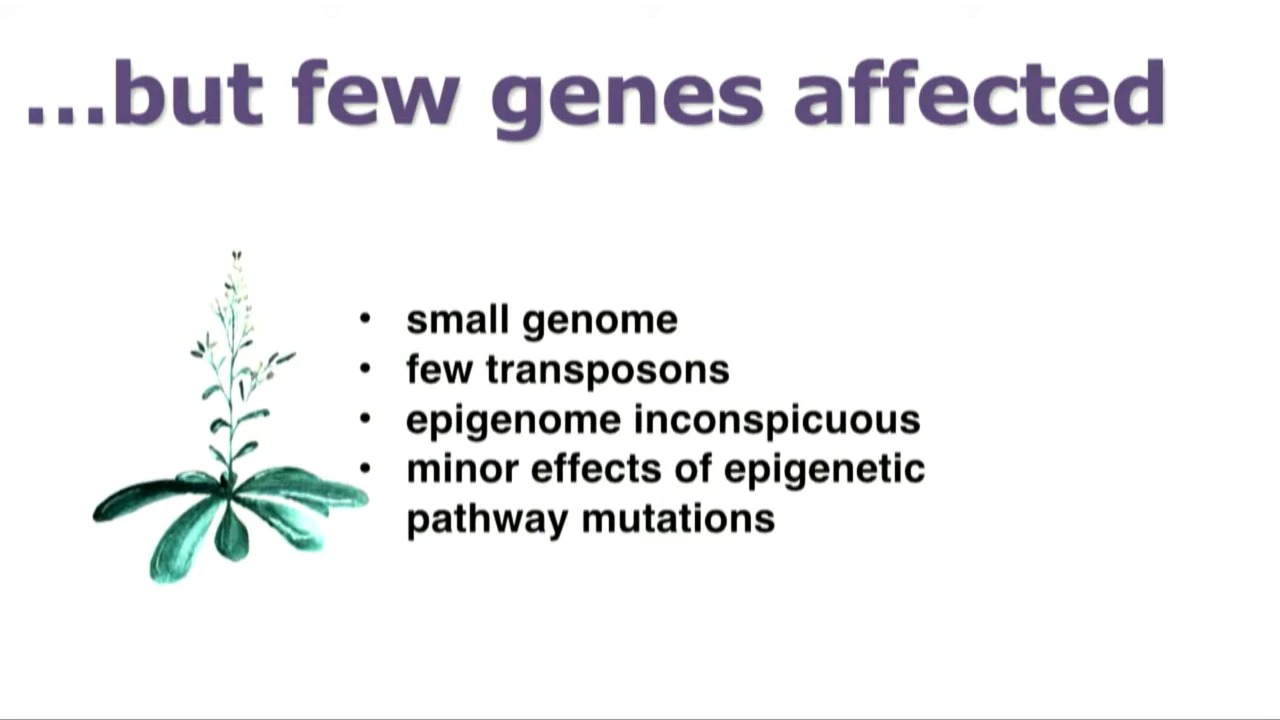 ...but few genes affected
• small genome
• few transposons
• epigenome inconspicuous
• minor effects of epigenetic
pathway mutations